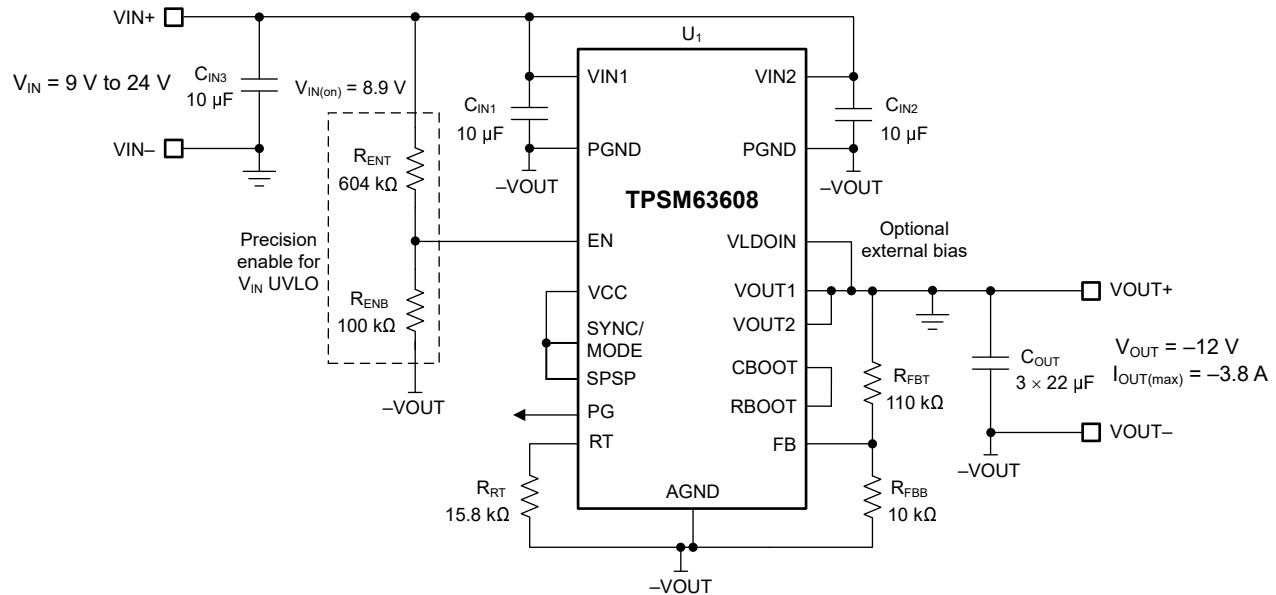 VIN+
U1
VIN = 9 V to 24 V
CIN3
10 µF
VIN(on) = 8.9 V
VIN–
RENT
604 kΩ
Precision
enable for
VIN UVLO
RENB
100 kΩ
–VOUT
CIN1
10 µF
–VOUT
VIN1
PGND
TPSM63608
EN
VCC
SYNC/
MODE
SPSP
PG
RT
VIN2
PGND
VLDOIN
VOUT1
VOUT2
CBOOT
RBOOT
FB
AGND
CIN2
10 µF
–VOUT
Optional
external bias
VOUT+
COUT
3 × 22 µF
VOUT = –12 V
IOUT(max) = –3.8 A
VOUT–
–VOUT
RFBT
110 kΩ
RFBB
10 kΩ
RRT
15.8 kΩ
–VOUT